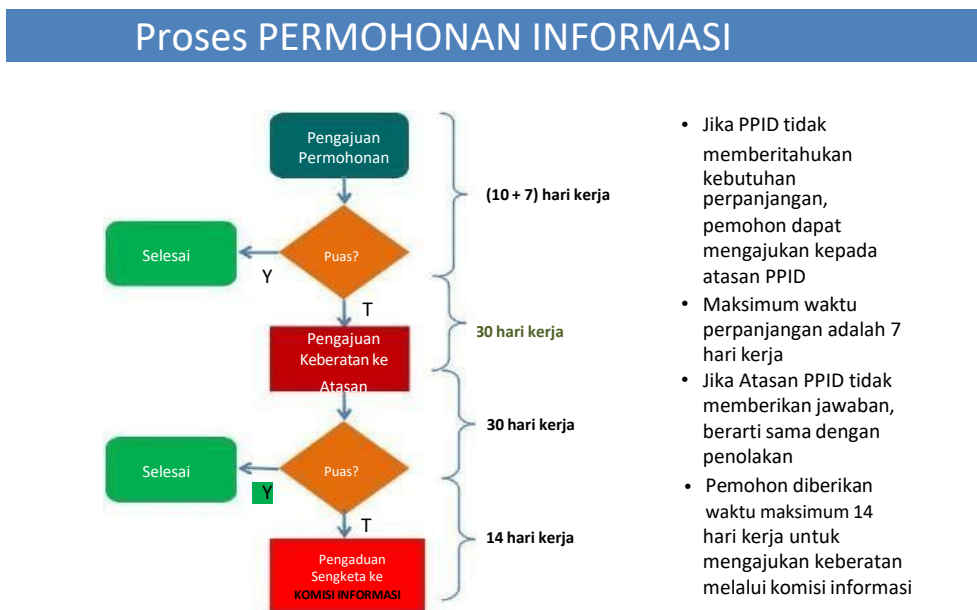 Proses PERMOHONAN INFORMASI
Pengajuan
Permohonan
(10 + 7) hari kerja
Selesai
Puas?
Y
T
30 hari kerja
Pengajuan
Keberatan ke
Atasan
30 hari kerja
Selesai
Puas?
Y
T
14 hari kerja
Pengaduan
Sengketa ke
KOMISI INFORMASI
• Jika PPID tidak
memberitahukan
kebutuhan
perpanjangan,
pemohon dapat
mengajukan kepada
atasan PPID
• Maksimum waktu
perpanjangan adalah 7
hari kerja
• Jika Atasan PPID tidak
memberikan jawaban,
berarti sama dengan
penolakan
• Pemohon diberikan
waktu maksimum 14
hari kerja untuk
mengajukan keberatan
melalui komisi informasi